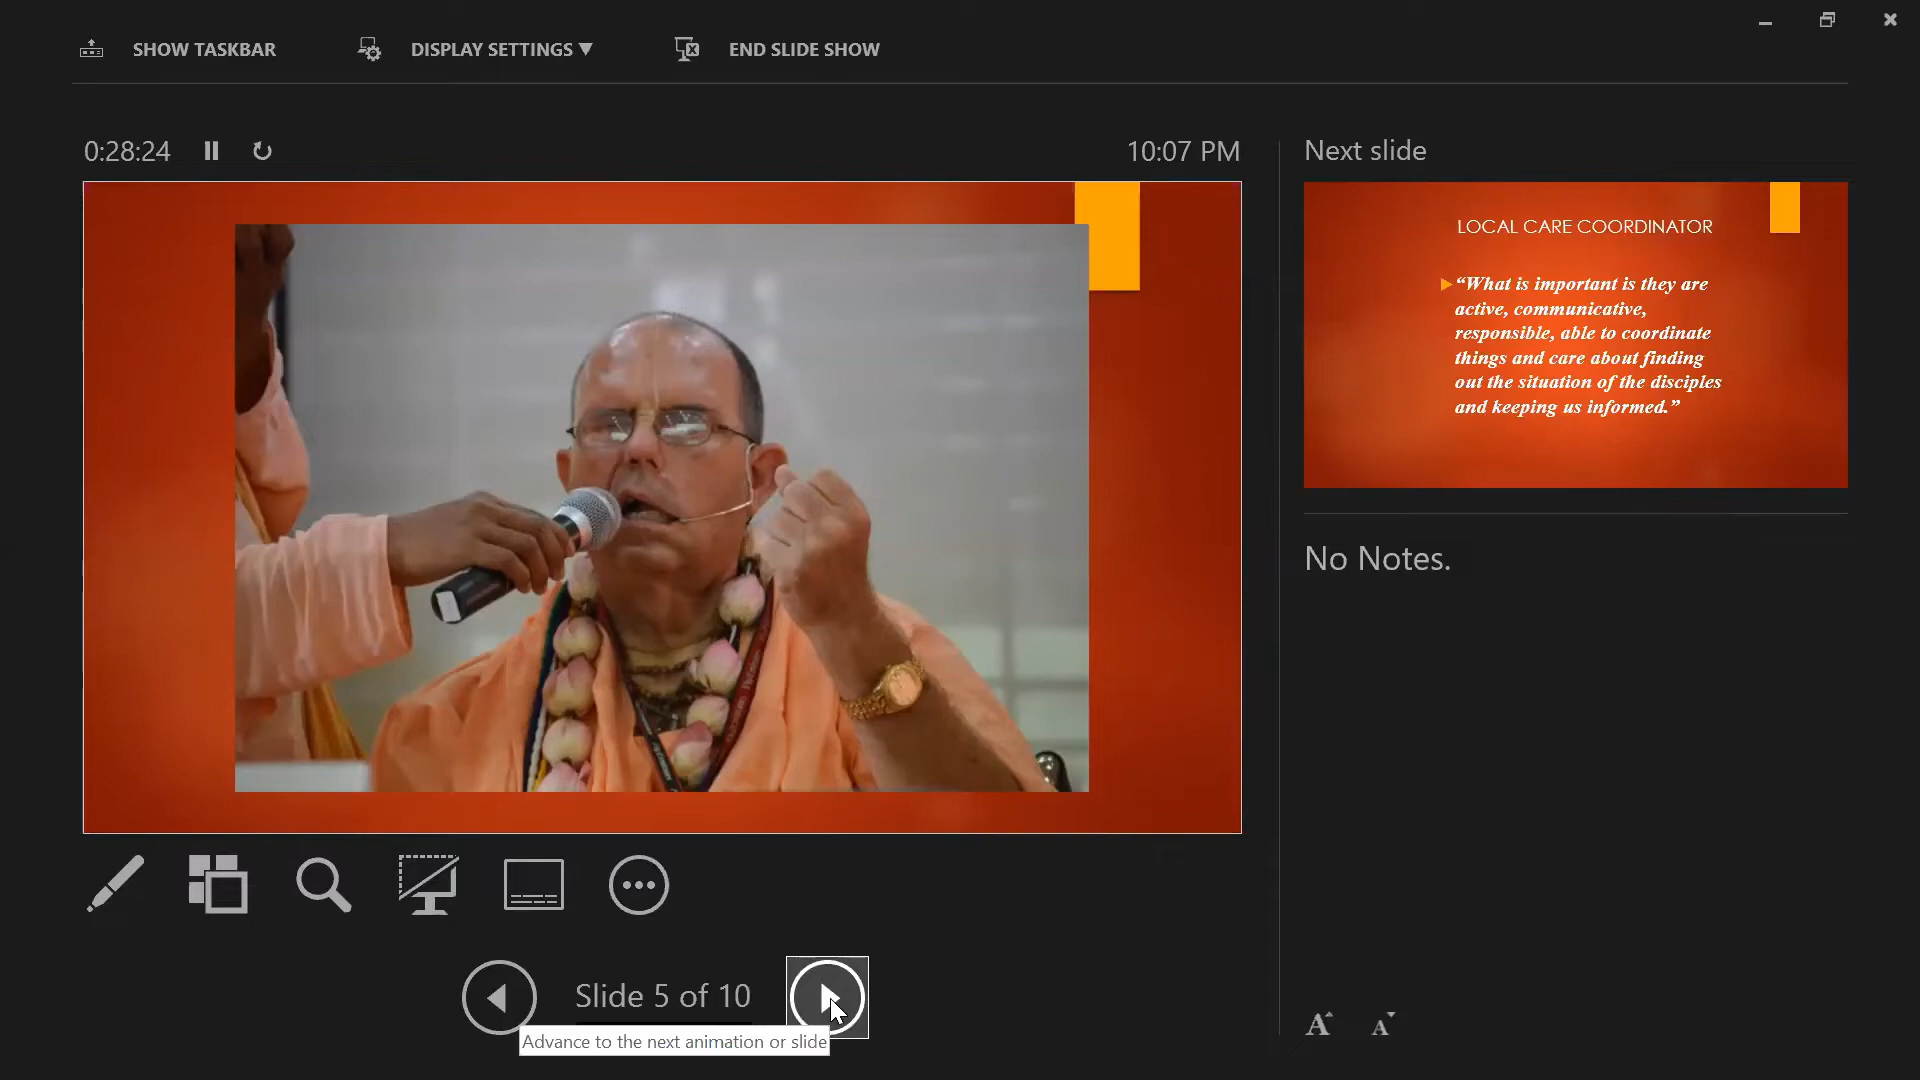 SHOW TASKBAR
DISPLAY SETTINGS ▼
END SLIDE SHOW
0:28:24
10:07 PM
Next slide
LOCAL CARE COORDINATOR
“What is important is they are
active, communicative,
responsible, able to coordinate
things and care about finding
out the situation of the disciples
and keeping us informed.”
No Notes.
Slide 5 of 10
Advance to the next animation or slide
A A